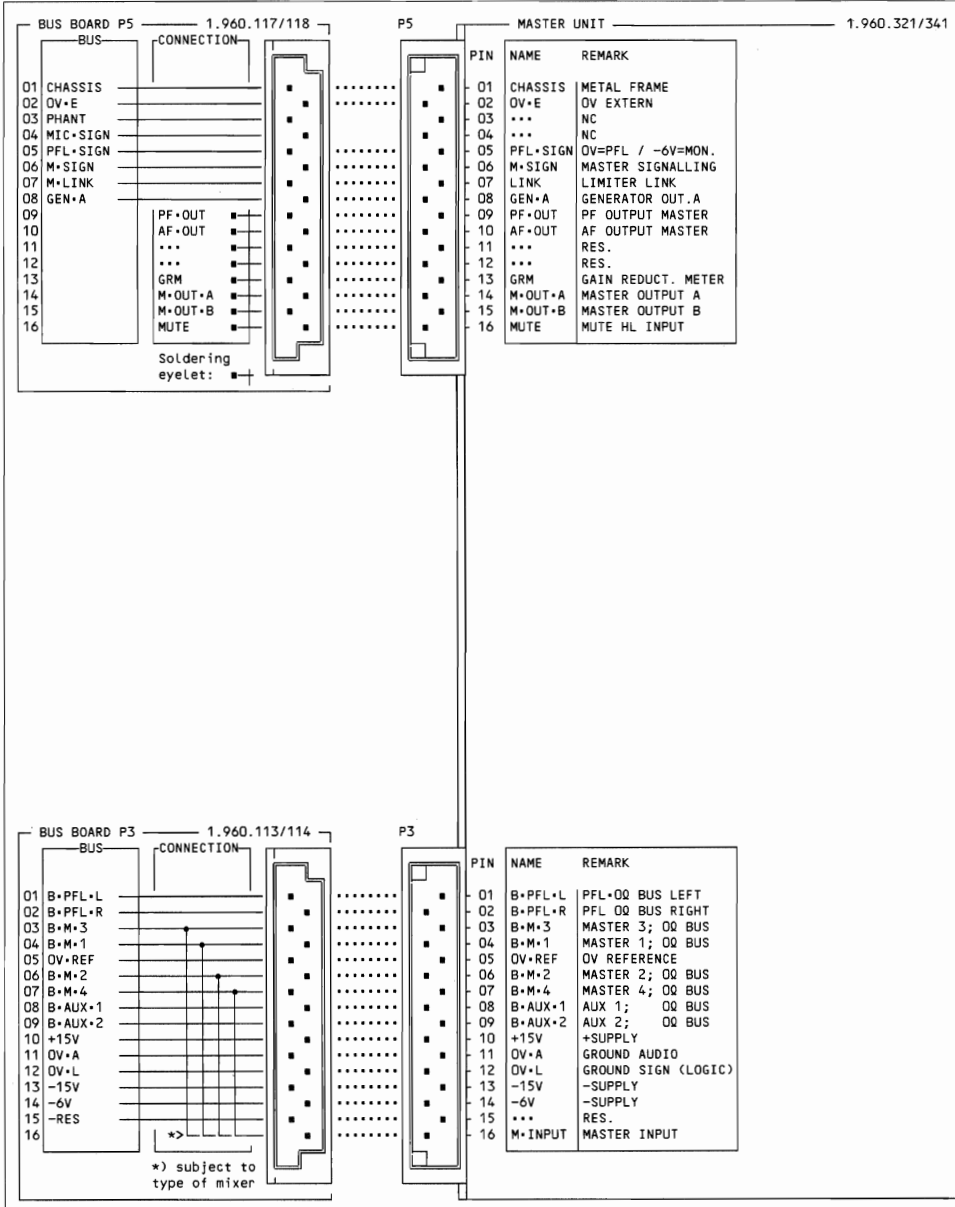 BUS BOARD P5 1.960.117/118 P5 MASTER UNIT 1.960.321/341
BUS CONNECTION
PIN NAME REMARK
01 CHASSIS 01 CHASSIS METAL FRAME
02 0V•E 02 0V•E 0V EXTERN
03 PHANT 03 ••• NC
04 MIC•SIGN 04 ••• NC
05 PFL•SIGN 05 PFL•SIGN 0V=PFL / -6V=MON.
06 M•SIGN 06 M•SIGN MASTER SIGNALLING
07 M•LINK 07 LINK LIMITER LINK
08 GEN•A 08 GEN•A GENERATOR OUT.A
09 PF•OUT 09 PF•OUT PF OUTPUT MASTER
10 AF•OUT 10 AF•OUT AF OUTPUT MASTER
11 ••• 11 ••• RES.
12 ••• 12 ••• RES.
13 GRM 13 GRM GAIN REDUCT. METER
14 M•OUT•A 14 M•OUT•A MASTER OUTPUT A
15 M•OUT•B 15 M•OUT•B MASTER OUTPUT B
16 MUTE 16 MUTE MUTE HL INPUT
Soldering
eyelet:
BUS BOARD P3 1.960.113/114 P3
BUS CONNECTION
PIN NAME REMARK
01 B•PFL•L 01 B•PFL•L PFL•0Ω BUS LEFT
02 B•PFL•R 02 B•PFL•R PFL 0Ω BUS RIGHT
03 B•M•3 03 B•M•3 MASTER 3; 0Ω BUS
04 B•M•1 04 B•M•1 MASTER 1; 0Ω BUS
05 0V•REF 05 0V•REF 0V REFERENCE
06 B•M•2 06 B•M•2 MASTER 2; 0Ω BUS
07 B•M•4 07 B•M•4 MASTER 4; 0Ω BUS
08 B•AUX•1 08 B•AUX•1 AUX 1; 0Ω BUS
09 B•AUX•2 09 B•AUX•2 AUX 2; 0Ω BUS
10 +15V 10 +15V +SUPPLY
11 0V•A 11 0V•A GROUND AUDIO
12 0V•L 12 0V•L GROUND SIGN (LOGIC)
13 -15V 13 -15V -SUPPLY
14 -6V 14 -6V -SUPPLY
15 -RES 15 ••• RES.
16 *> 16 M•INPUT MASTER INPUT
*) subject to
type of mixer